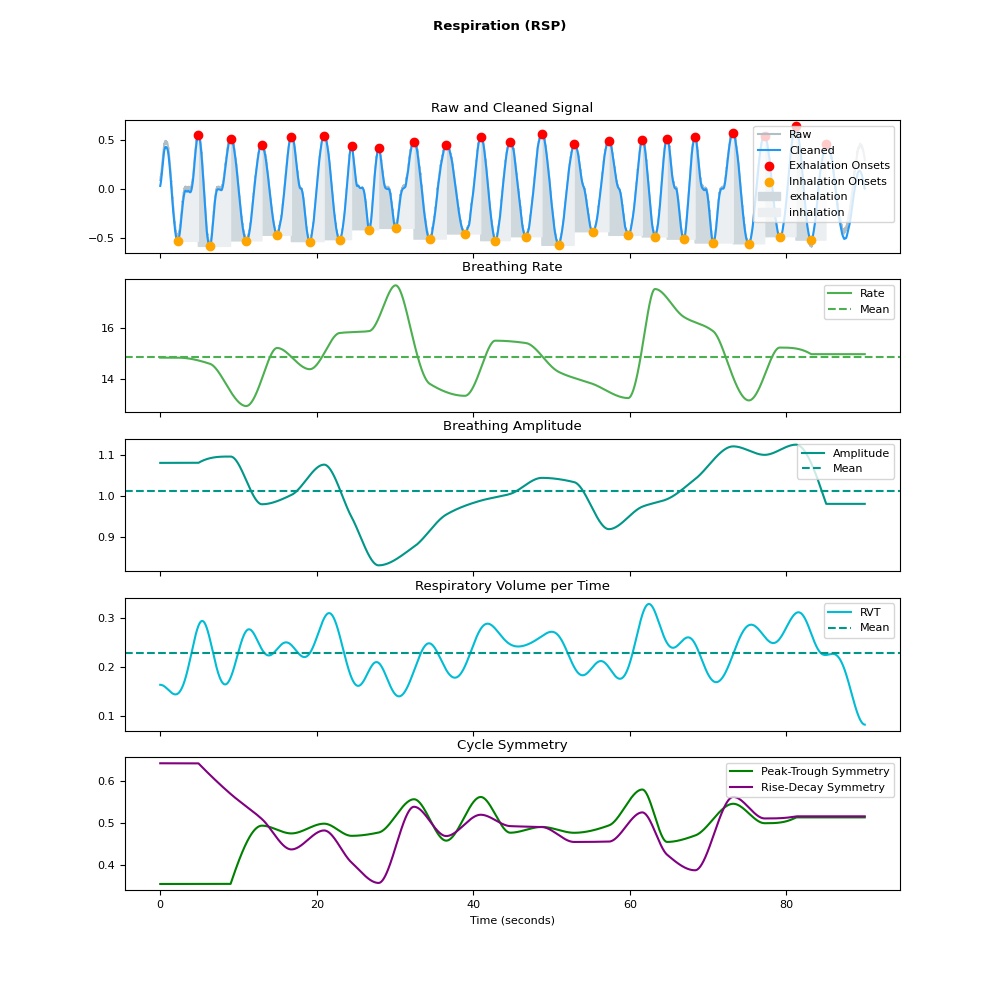 Respiration (RSP)
Raw and Cleaned Signal
0.5
0.0
−0.5
Raw
Cleaned
Exhalation Onsets
Inhalation Onsets
exhalation
inhalation
Breathing Rate
16
14
Rate
Mean
Breathing Amplitude
1.1
1.0
0.9
Amplitude
Mean
Respiratory Volume per Time
0.3
0.2
0.1
RVT
Mean
Cycle Symmetry
0.6
0.5
0.4
Peak-Trough Symmetry
Rise-Decay Symmetry
0 20 40 60 80
Time (seconds)